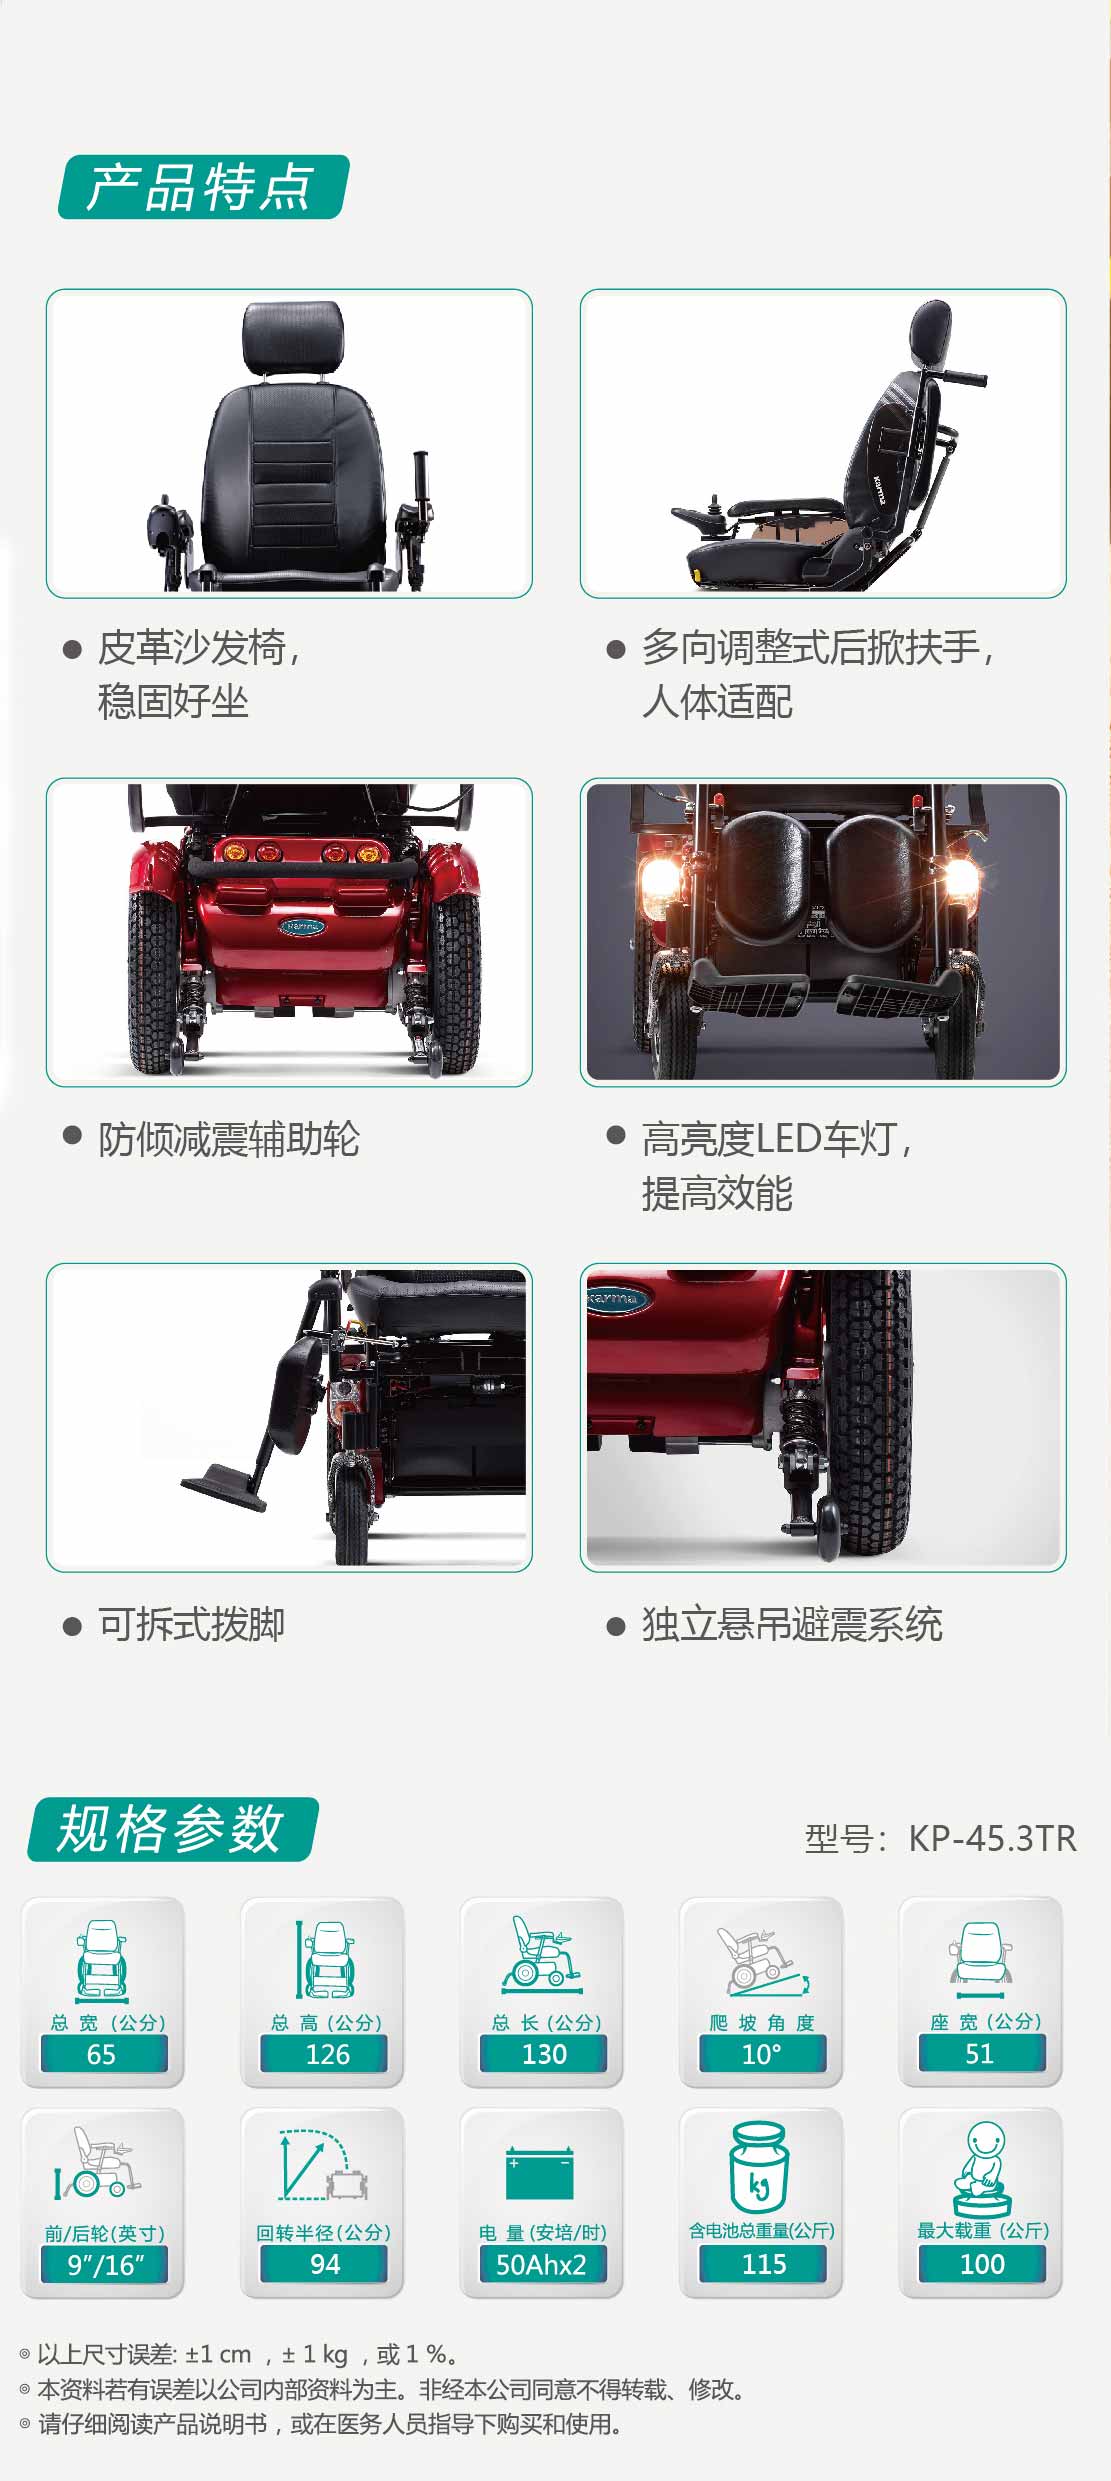 产品特点
karma
皮革沙发椅，
稳固好坐
多向调整式后掀扶手，
人体适配
karma
防倾减震辅助轮
高亮度LED车灯，
提高效能
karma
可拆式拨脚
独立悬吊避震系统
规格参数
型号：KP-45.3TR
总宽(公分)
65
总高(公分)
126
总长(公分)
130
爬坡角度
10°
座宽(公分)
51
前/后轮(英寸)
9"/16"
回转半径(公分)
94
+ −
电量(安培/时)
50Ahx2
kg
含电池总重量(公斤)
115
最大载重(公斤)
100
◎ 以上尺寸误差: ±1 cm ，± 1 kg ，或 1 %。
◎ 本资料若有误差以公司内部资料为主。非经本公司同意不得转载、修改。
◎ 请仔细阅读产品说明书，或在医务人员指导下购买和使用。